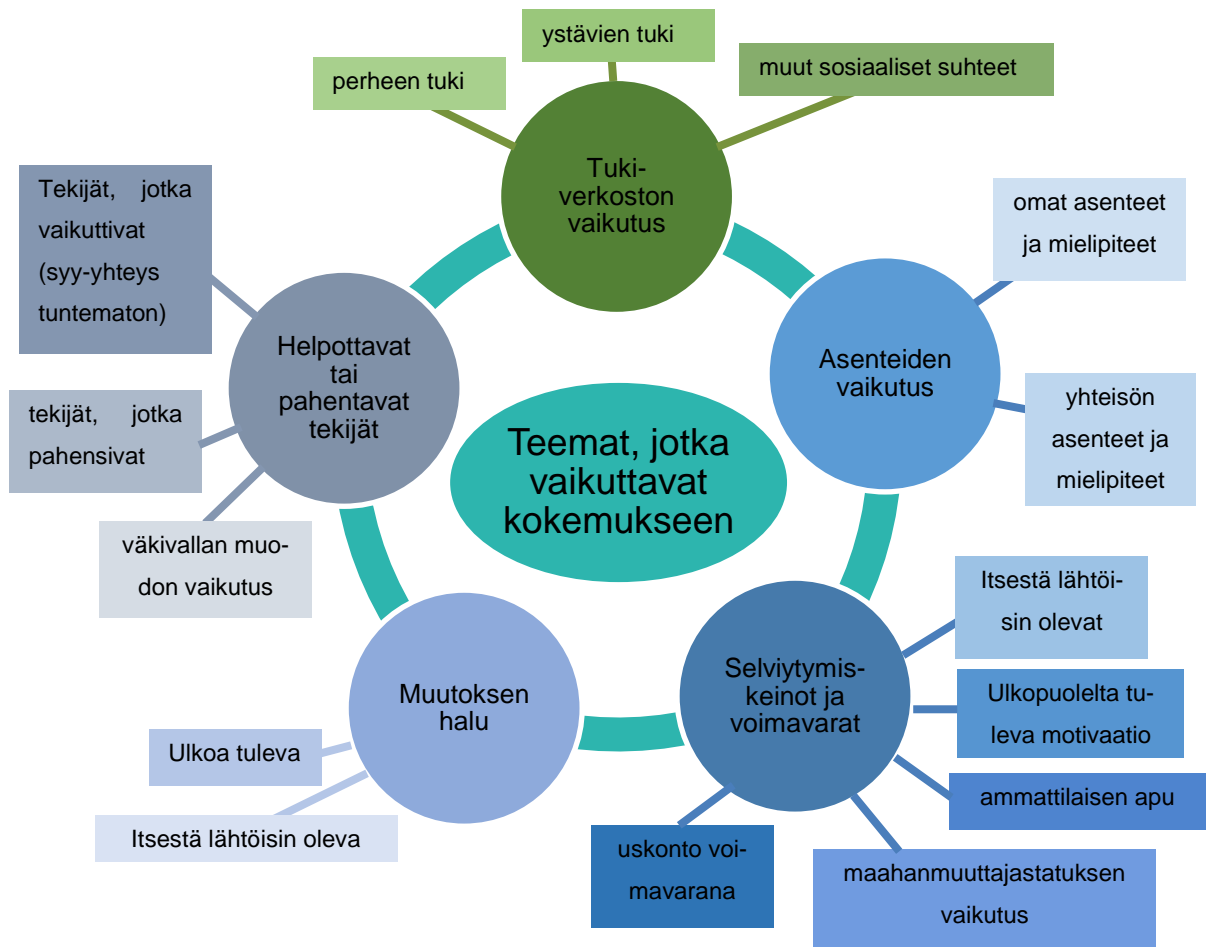 ystävien tuki
perheen tuki
muut sosiaaliset suhteet
Tuki-
verkoston
vaikutus
Tekijät, jotka
vaikuttivat
(syy-yhteys
tuntematon)
omat asenteet
ja mielipiteet
Helpottavat
tai
pahentavat
tekijät
Asenteiden
vaikutus
tekijät, jotka
pahensivat
yhteisön
asenteet ja
mielipiteet
Teemat, jotka
vaikuttavat
kokemukseen
väkivallan muo-
don vaikutus
Itsestä lähtöi-
sin olevat
Muutoksen
halu
Selviytymis-
keinot ja
voimavarat
Ulkopuolelta tu-
leva motivaatio
Ulkoa tuleva
ammattilaisen apu
Itsestä lähtöisin oleva
uskonto voi-
mavarana
maahanmuuttajastatuksen
vaikutus